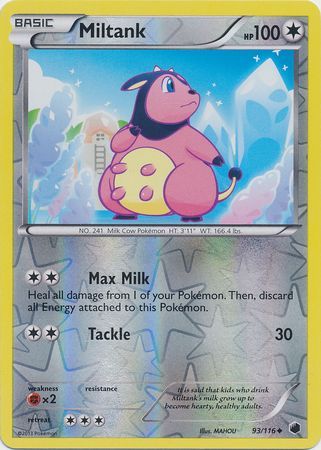 BASIC
Miltank HP100
NO. 241 Milk Cow Pokémon HT: 3'11" WT: 166.4 lbs.
Max Milk
Heal all damage from 1 of your Pokémon. Then, discard
all Energy attached to this Pokémon.
Tackle 30
weakness resistance
×2
retreat
It is said that kids who drink
Miltank's milk grow up to
become hearty, healthy adults.
©2013 Pokémon
Illus. MAHOU 93/116